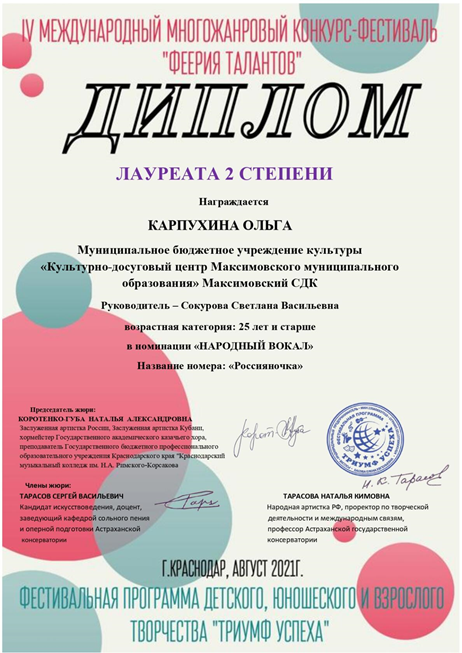 IV МЕЖДУНАРОДНЫЙ МНОГОЖАНРОВЫЙ КОНКУРС-ФЕСТИВАЛЬ
"ФЕЕРИЯ ТАЛАНТОВ"
ДИПЛОМ
ЛАУРЕАТА 2 СТЕПЕНИ
Награждается
КАРПУХИНА ОЛЬГА
Муниципальное бюджетное учреждение культуры
«Культурно-досуговый центр Максимовского муниципального
образования» Максимовский СДК
Руководитель – Сокурова Светлана Васильевна
возрастная категория: 25 лет и старше
в номинации «НАРОДНЫЙ ВОКАЛ»
Название номера: «Россияночка»
Председатель жюри:
КОРОТЕНКО-ГУБА НАТАЛЬЯ АЛЕКСАНДРОВНА
Заслуженная артистка России, Заслуженная артистка Кубани,
хормейстер Государственного академического казачьего хора,
преподаватель Государственного бюджетного профессионального
образовательного учреждения Краснодарского края "Краснодарский
музыкальный колледж им. Н.А. Римского-Корсакова
Члены жюри:
ТАРАСОВ СЕРГЕЙ ВАСИЛЬЕВИЧ
Кандидат искусствоведения, доцент,
заведующий кафедрой сольного пения
и оперной подготовки Астраханской
консерватории
ТРИУМФ УСПЕХА
Н.К. Тарасова
ТАРАСОВА НАТАЛЬЯ КИМОВНА
Народная артистка РФ, проректор по творческой
деятельности и международным связям,
профессор Астраханской государственной
консерватории
Г.КРАСНОДАР, АВГУСТ 2021Г.
ФЕСТИВАЛЬНАЯ ПРОГРАММА ДЕТСКОГО, ЮНОШЕСКОГО И ВЗРОСЛОГО
ТВОРЧЕСТВА "ТРИУМФ УСПЕХА"